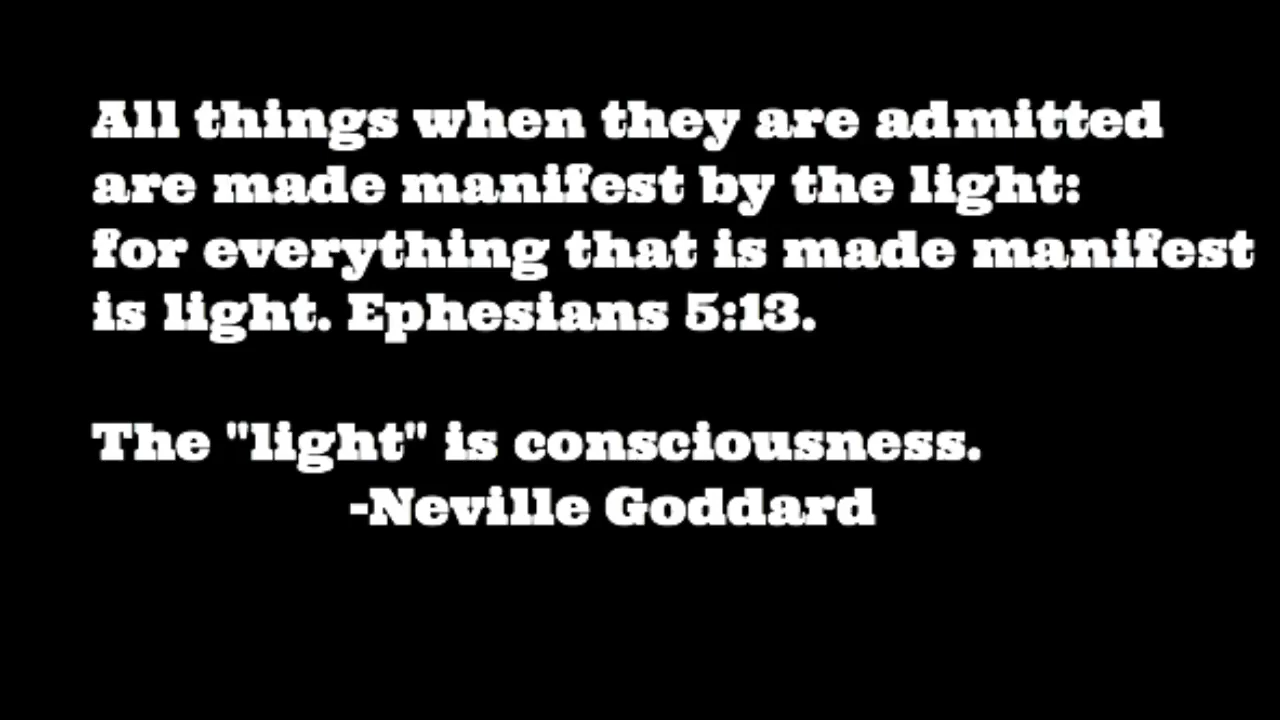 All things when they are admitted
are made manifest by the light:
for everything that is made manifest
is light. Ephesians 5:13.
The "light" is consciousness.
-Neville Goddard